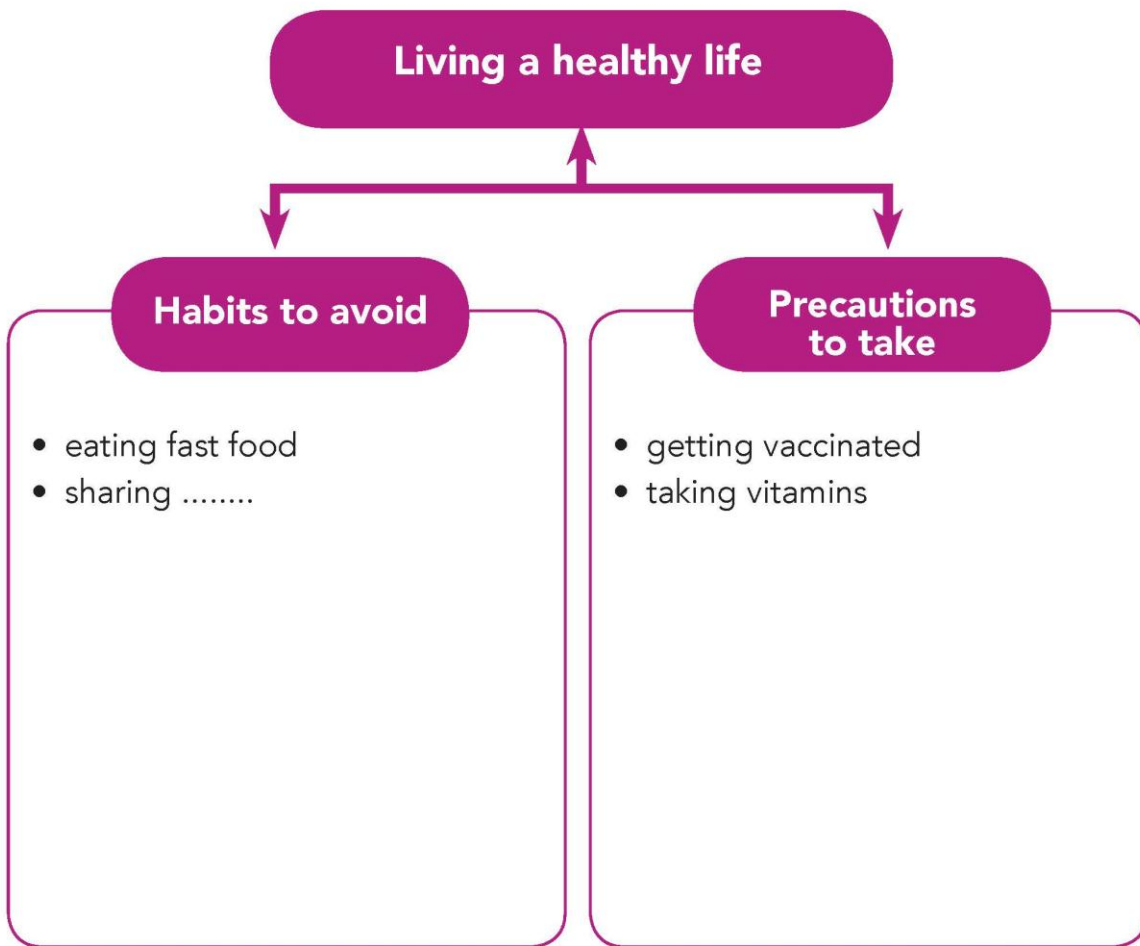 Living a healthy life
Habits to avoid
• eating fast food
• sharing ........
Precautions
to take
• getting vaccinated
• taking vitamins